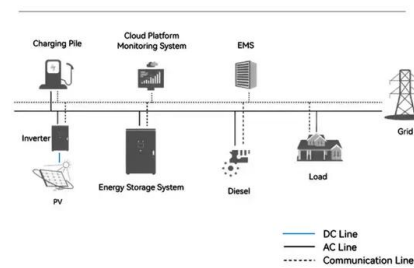 Charging Pile
Cloud Platform
Monitoring System
EMS
Inverter
Grid
PV
Energy Storage System
Diesel
Load
DC Line
AC Line
Communication Line